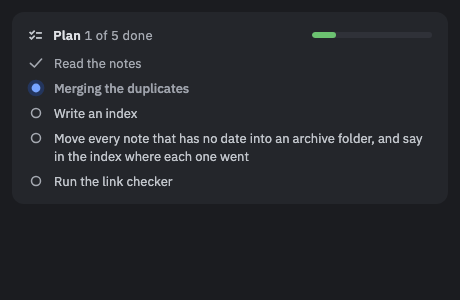 Plan 1 of 5 done
Read the notes
Merging the duplicates
Write an index
Move every note that has no date into an archive folder, and say
in the index where each one went
Run the link checker